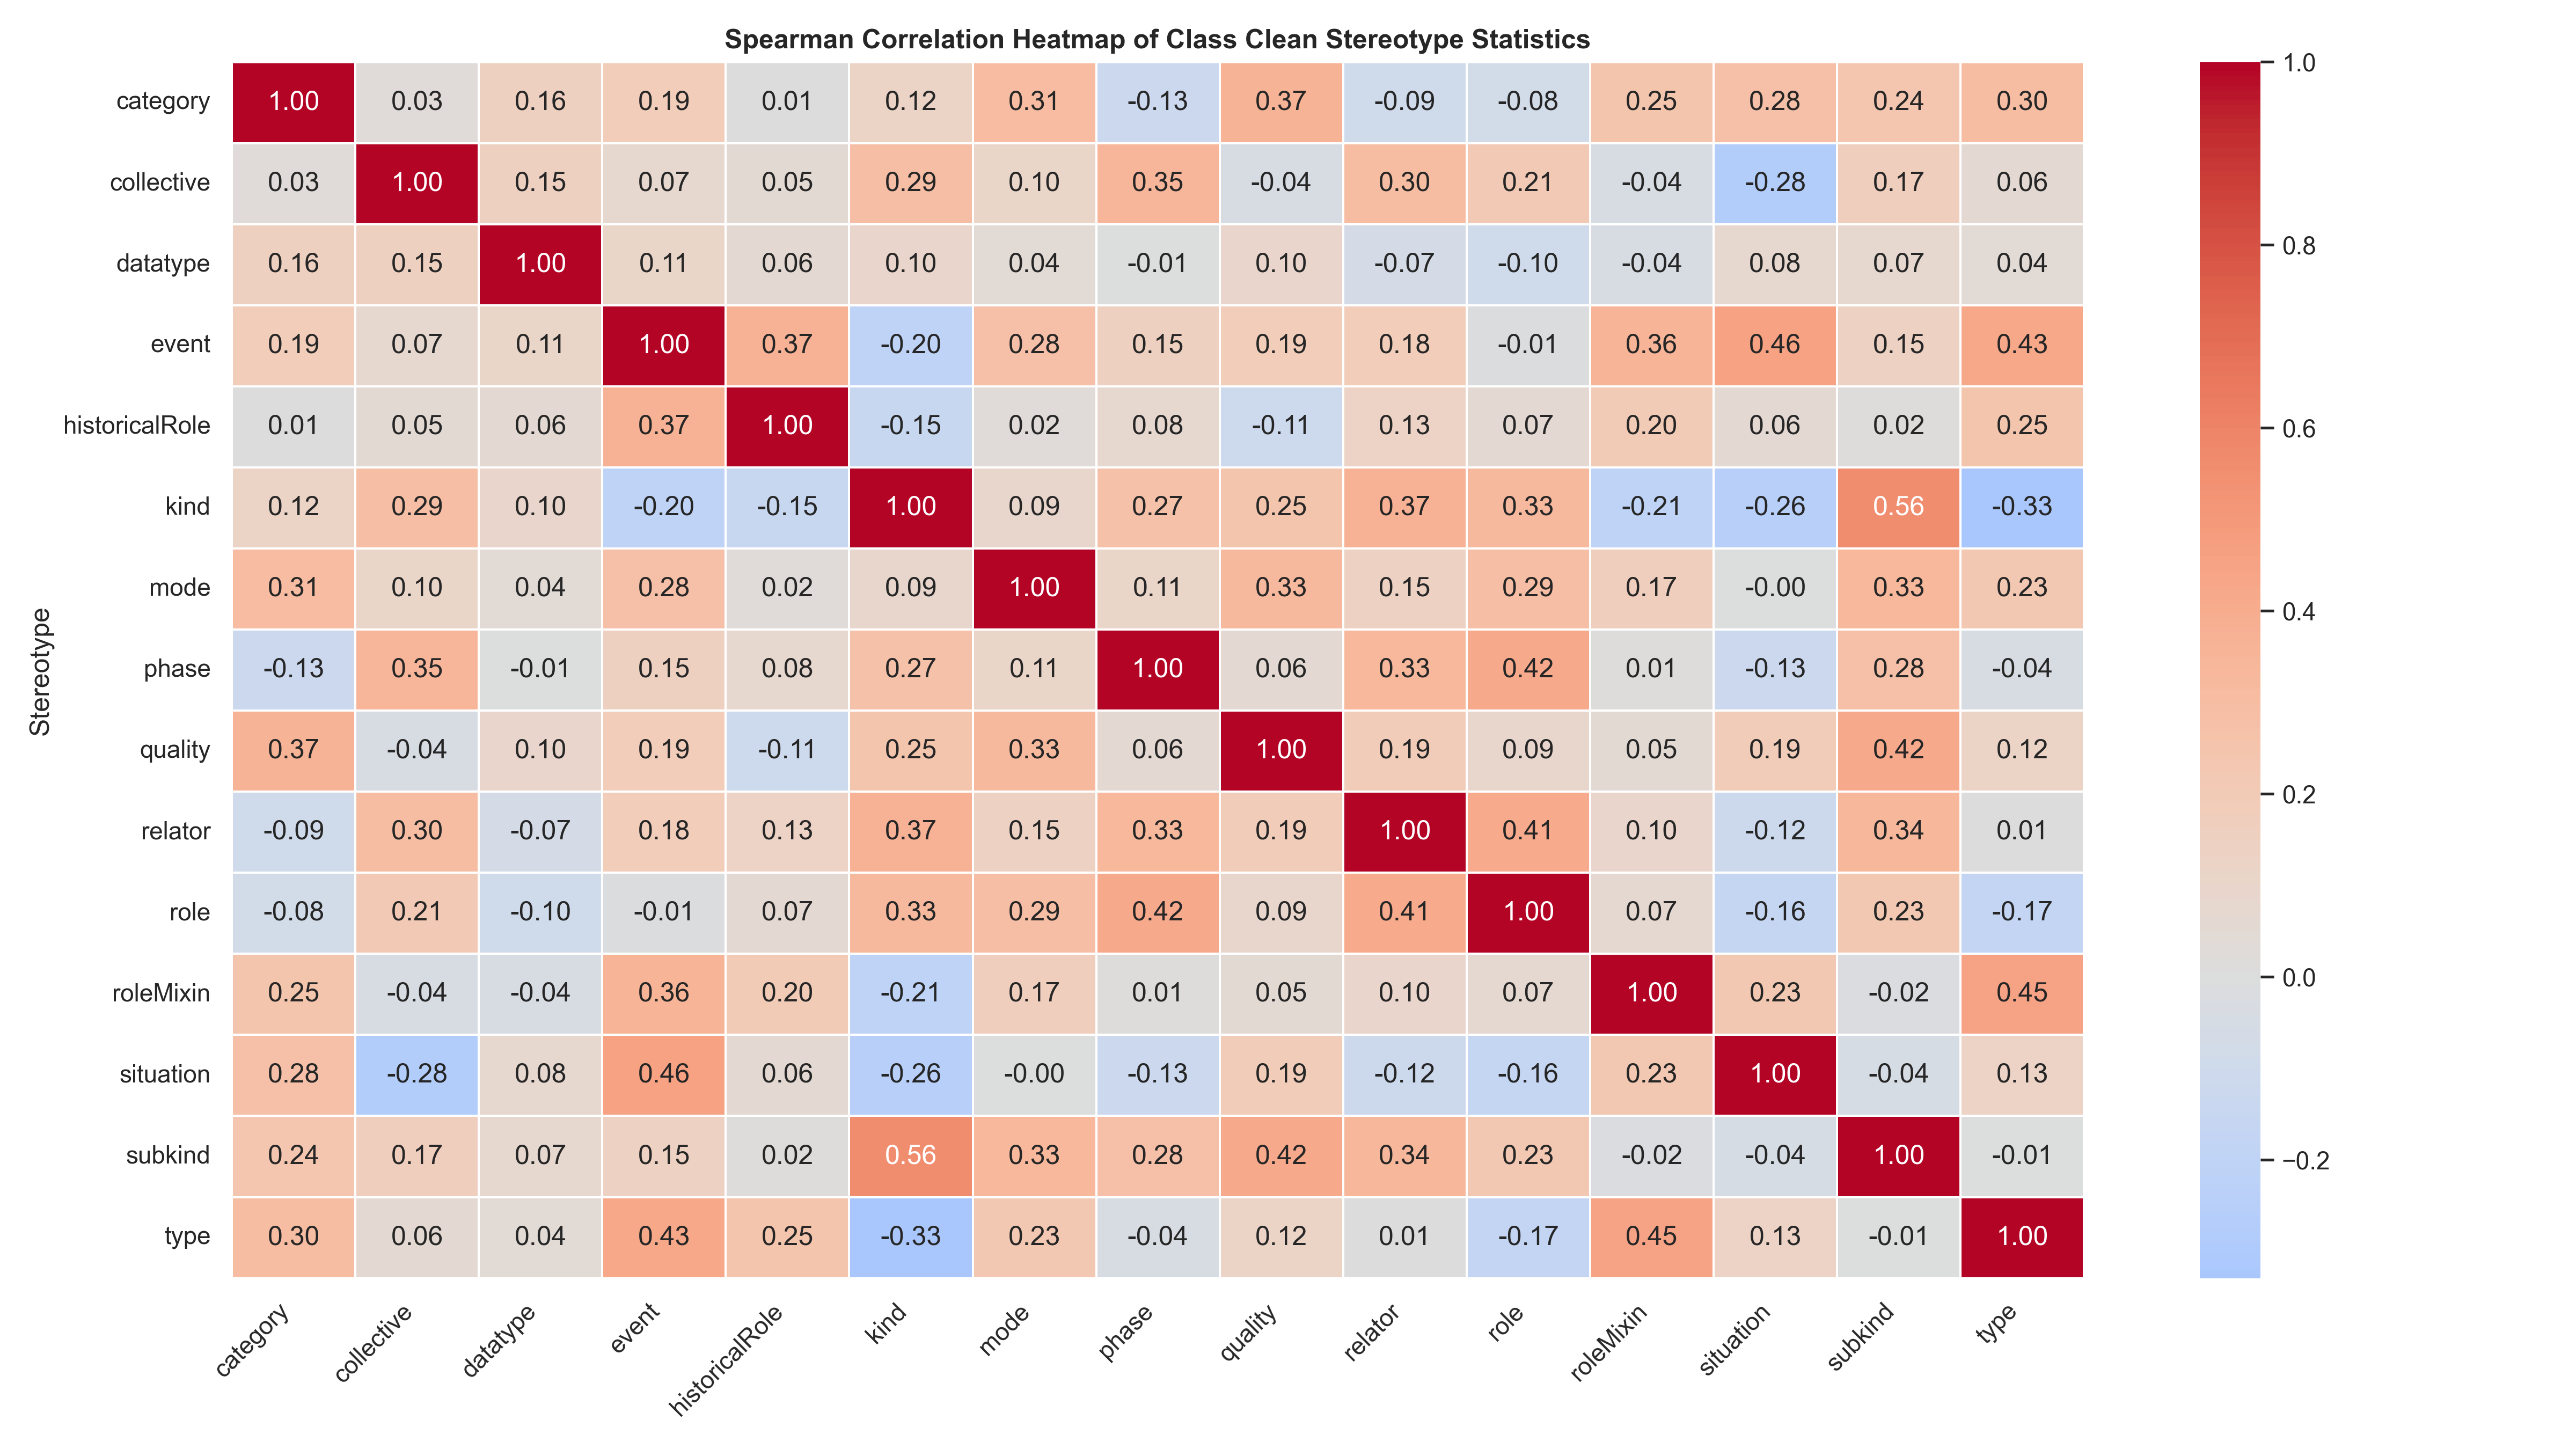 Spearman Correlation Heatmap of Class Clean Stereotype Statistics
category 1.00 0.03 0.16 0.19 0.01 0.12 0.31 -0.13 0.37 -0.09 -0.08 0.25 0.28 0.24 0.30
collective 0.03 1.00 0.15 0.07 0.05 0.29 0.10 0.35 -0.04 0.30 0.21 -0.04 -0.28 0.17 0.06
datatype 0.16 0.15 1.00 0.11 0.06 0.10 0.04 -0.01 0.10 -0.07 -0.10 -0.04 0.08 0.07 0.04
event 0.19 0.07 0.11 1.00 0.37 -0.20 0.28 0.15 0.19 0.18 -0.01 0.36 0.46 0.15 0.43
historicalRole 0.01 0.05 0.06 0.37 1.00 -0.15 0.02 0.08 -0.11 0.13 0.07 0.20 0.06 0.02 0.25
kind 0.12 0.29 0.10 -0.20 -0.15 1.00 0.09 0.27 0.25 0.37 0.33 -0.21 -0.26 0.56 -0.33
mode 0.31 0.10 0.04 0.28 0.02 0.09 1.00 0.11 0.33 0.15 0.29 0.17 -0.00 0.33 0.23
phase -0.13 0.35 -0.01 0.15 0.08 0.27 0.11 1.00 0.06 0.33 0.42 0.01 -0.13 0.28 -0.04
quality 0.37 -0.04 0.10 0.19 -0.11 0.25 0.33 0.06 1.00 0.19 0.09 0.05 0.19 0.42 0.12
relator -0.09 0.30 -0.07 0.18 0.13 0.37 0.15 0.33 0.19 1.00 0.41 0.10 -0.12 0.34 0.01
role -0.08 0.21 -0.10 -0.01 0.07 0.33 0.29 0.42 0.09 0.41 1.00 0.07 -0.16 0.23 -0.17
roleMixin 0.25 -0.04 -0.04 0.36 0.20 -0.21 0.17 0.01 0.05 0.10 0.07 1.00 0.23 -0.02 0.45
situation 0.28 -0.28 0.08 0.46 0.06 -0.26 -0.00 -0.13 0.19 -0.12 -0.16 0.23 1.00 -0.04 0.13
subkind 0.24 0.17 0.07 0.15 0.02 0.56 0.33 0.28 0.42 0.34 0.23 -0.02 -0.04 1.00 -0.01
type 0.30 0.06 0.04 0.43 0.25 -0.33 0.23 -0.04 0.12 0.01 -0.17 0.45 0.13 -0.01 1.00
Stereotype
category collective datatype event historicalRole kind mode phase quality relator role roleMixin situation subkind type
1.0
0.8
0.6
0.4
0.2
0.0
−0.2